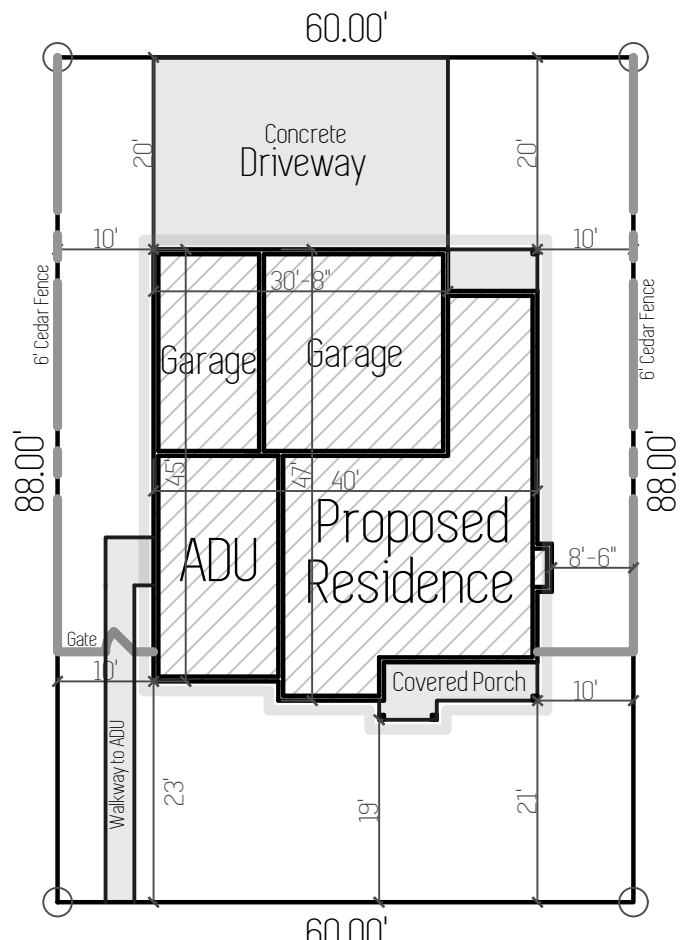 60.00'
Concrete
Driveway
20'
20'
10'
10'
30'-8"
6' Cedar Fence
6' Cedar Fence
Garage
Garage
88.00'
88.00'
45'
47'
40'
Proposed
Residence
ADU
8'-6"
Gate
10'
Covered Porch
10'
Walkway to ADU
23'
19'
21'
60.00'